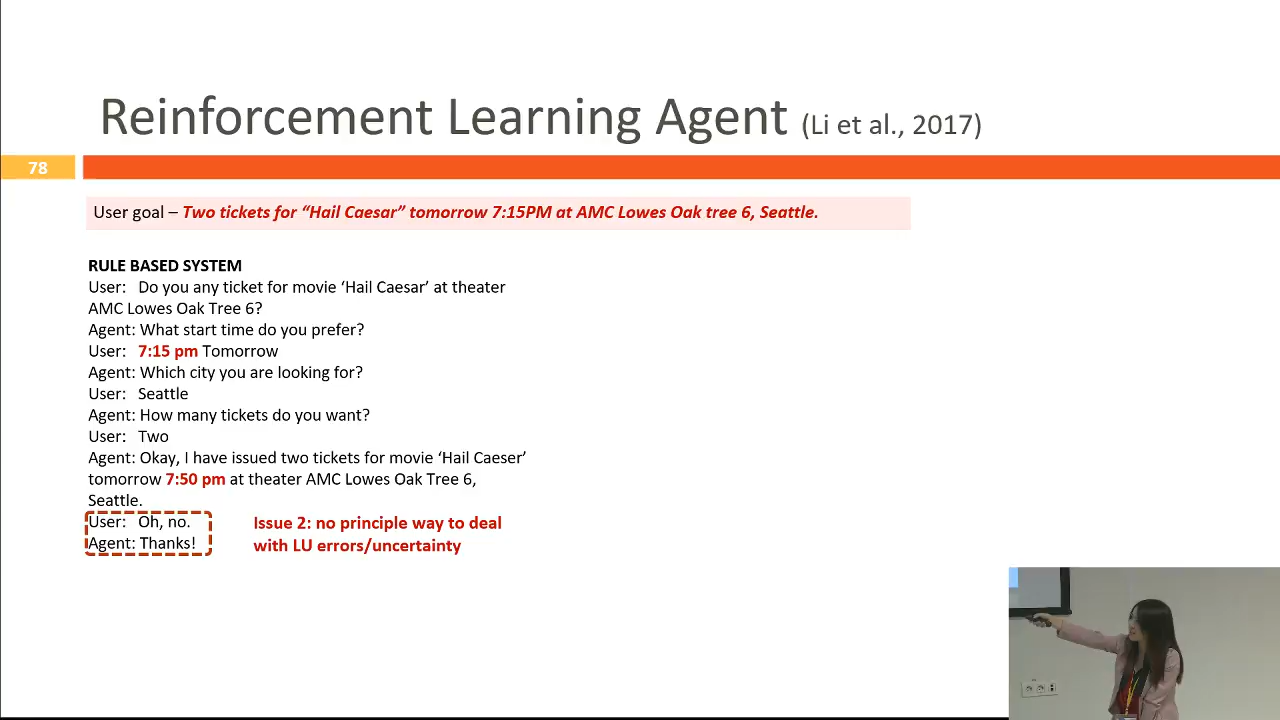 Reinforcement Learning Agent (Li et al., 2017)
78
User goal – Two tickets for “Hail Caesar” tomorrow 7:15PM at AMC Lowes Oak tree 6, Seattle.
RULE BASED SYSTEM
User: Do you any ticket for movie ‘Hail Caesar’ at theater
AMC Lowes Oak Tree 6?
Agent: What start time do you prefer?
User: 7:15 pm Tomorrow
Agent: Which city you are looking for?
User: Seattle
Agent: How many tickets do you want?
User: Two
Agent: Okay, I have issued two tickets for movie ‘Hail Caeser’
tomorrow 7:50 pm at theater AMC Lowes Oak Tree 6,
Seattle.
User: Oh, no.
Agent: Thanks!
Issue 2: no principle way to deal
with LU errors/uncertainty